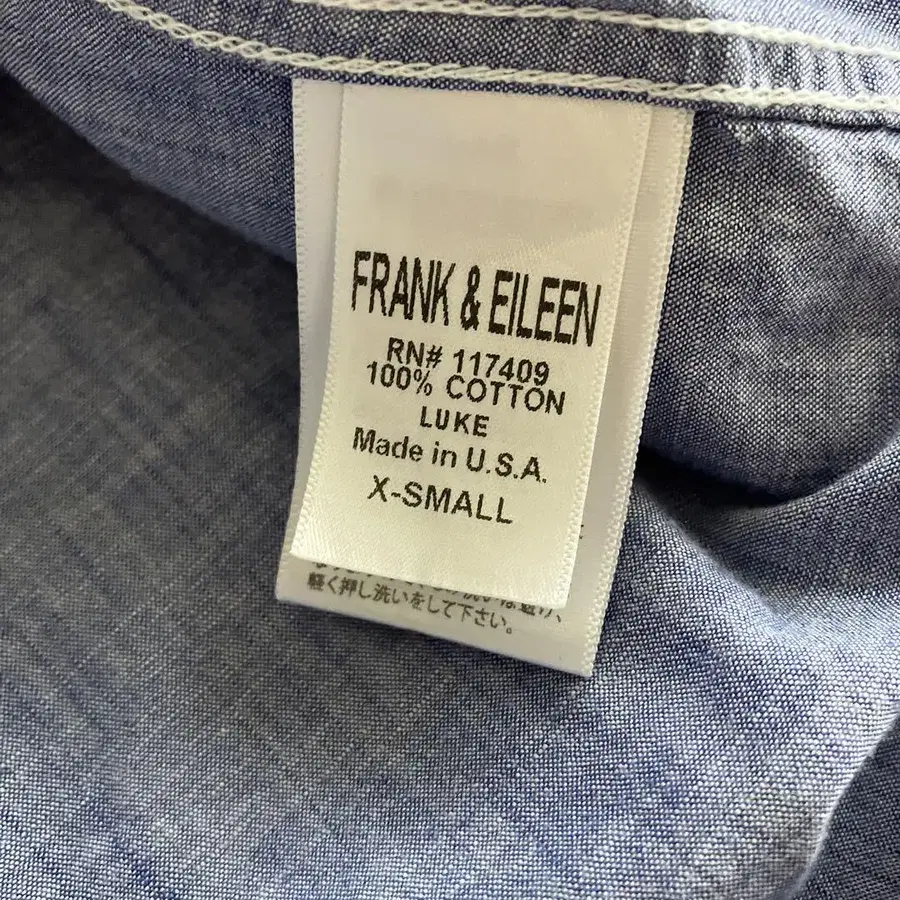 FRANK & EILEEN
RN# 117409
100% COTTON
LUKE
Made in U.S.A.
X-SMALL
軽く押し洗いをして下さい。